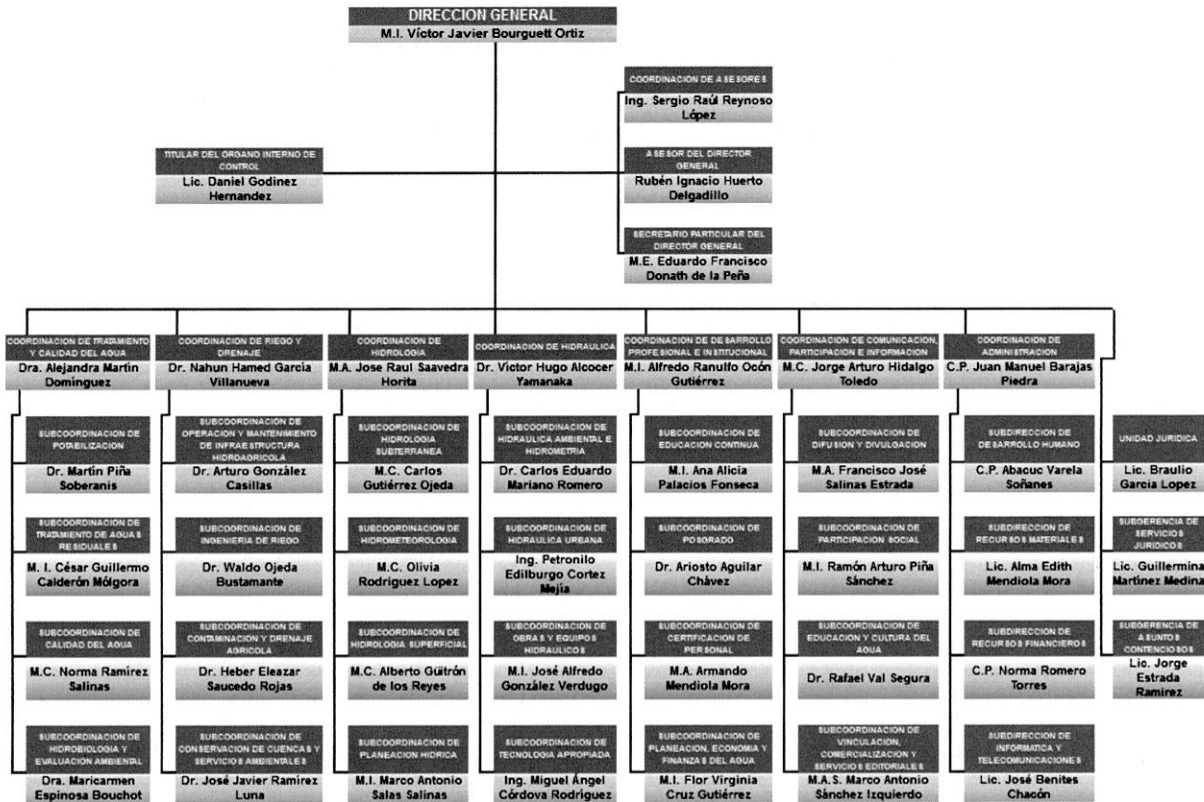 DIRECCION GENERAL
M.I. Víctor Javier Bourguett Ortiz
COORDINACION DE ASESORES
Ing. Sergio Raúl Reynoso
López
TITULAR DEL ORGANO INTERNO DE
CONTROL
Lic. Daniel Godinez
Hernandez
ASESOR DEL DIRECTOR
GENERAL
Rubén Ignacio Huerto
Delgadillo
SECRETARIO PARTICULAR DEL
DIRECTOR GENERAL
M.E. Eduardo Francisco
Donath de la Peña
COORDINACION DE TRATAMIENTO
Y CALIDAD DEL AGUA
Dra. Alejandra Martin
Domínguez
SUBCOORDINACION DE
POTABILIZACION
Dr. Martín Piña
Soberanis
SUBCOORDINACION DE
TRATAMIENTO DE AGUAS
RESIDUALES
M. I. César Guillermo
Calderón Mólgora
SUBCOORDINACION DE
CALIDAD DEL AGUA
M.C. Norma Ramírez
Salinas
SUBCOORDINACION DE
HIDROBIOLOGIA Y
EVALUACION AMBIENTAL
Dra. Maricarmen
Espinosa Bouchot
COORDINACION DE RIEGO Y
DRENAJE
Dr. Nahun Hamed García
Villanueva
SUBCOORDINACION DE
OPERACION Y MANTENIMIENTO
DE INFRAESTRUCTURA
HIDROAGRICOLA
Dr. Arturo González
Casillas
SUBCOORDINACION DE
INGENIERIA DE RIEGO
Dr. Waldo Ojeda
Bustamante
SUBCOORDINACION DE
CONTAMINACION Y DRENAJE
AGRICOLA
Dr. Heber Eleazar
Saucedo Rojas
SUBCOORDINACION DE
CONSERVACION DE CUENCAS Y
SERVICIOS AMBIENTALES
Dr. José Javier Ramírez
Luna
COORDINACION DE
HIDROLOGIA
M.A. Jose Raul Saavedra
Horita
SUBCOORDINACION DE
HIDROLOGIA
SUBTERRANEA
M.C. Carlos
Gutiérrez Ojeda
SUBCOORDINACION DE
HIDROMETEOROLOGIA
M.C. Olivia
Rodriguez Lopez
SUBCOORDINACION DE
HIDROLOGIA SUPERFICIAL
M.C. Alberto Güitrón
de los Reyes
SUBCOORDINACION DE
PLANEACION HIDRICA
M.I. Marco Antonio
Salas Salinas
COORDINACION DE HIDRAULICA
Dr. Víctor Hugo Alcocer
Yamanaka
SUBCOORDINACION DE
HIDRAULICA AMBIENTAL E
HIDROMETRIA
Dr. Carlos Eduardo
Mariano Romero
SUBCOORDINACION DE
HIDRAULICA URBANA
Ing. Petronilo
Edilburgo Cortez
Mejía
SUBCOORDINACION DE
OBRAS Y EQUIPOS
HIDRAULICOS
M.I. José Alfredo
González Verdugo
SUBCOORDINACION DE
TECNOLOGIA APROPIADA
Ing. Miguel Ángel
Córdova Rodríguez
COORDINACION DE DESARROLLO
PROFESIONAL E INSTITUCIONAL
M.I. Alfredo Ranulfo Ocón
Gutiérrez
SUBCOORDINACION DE
EDUCACION CONTINUA
M.I. Ana Alicia
Palacios Fonseca
SUBCOORDINACION DE
POSGRADO
Dr. Ariosto Aguilar
Chávez
SUBCOORDINACION DE
CERTIFICACION DE
PERSONAL
M.A. Armando
Mendiola Mora
SUBCOORDINACION DE
PLANEACION, ECONOMIA Y
FINANZAS DEL AGUA
M.I. Flor Virginia
Cruz Gutiérrez
COORDINACION DE COMUNICACION,
PARTICIPACION E INFORMACION
M.C. Jorge Arturo Hidalgo
Toledo
SUBCOORDINACION DE
DIFUSION Y DIVULGACION
M.A. Francisco José
Salinas Estrada
SUBCOORDINACION DE
PARTICIPACION SOCIAL
M.I. Ramón Arturo Piña
Sánchez
SUBCOORDINACION DE
EDUCACION Y CULTURA DEL
AGUA
Dr. Rafael Val Segura
SUBCOORDINACION DE
VINCULACION,
COMERCIALIZACION Y
SERVICIOS EDITORIALES
M.A.S. Marco Antonio
Sánchez Izquierdo
COORDINACION DE
ADMINISTRACION
C.P. Juan Manuel Barajas
Piedra
SUBDIRECCION DE
DESARROLLO HUMANO
C.P. Abacuc Varela
Soñanes
SUBDIRECCION DE
RECURSOS MATERIALES
Lic. Alma Edith
Mendiola Mora
SUBDIRECCION DE
RECURSOS FINANCIEROS
C.P. Norma Romero
Torres
SUBDIRECCION DE
INFORMATICA Y
TELECOMUNICACIONES
Lic. José Benites
Chacón
UNIDAD JURIDICA
Lic. Braulio
García Lopez
SUBGERENCIA DE
SERVICIOS
JURIDICOS
Lic. Guillermina
Martínez Medina
SUBGERENCIA DE
ASUNTOS
CONTENCIOSOS
Lic. Jorge
Estrada
Ramírez